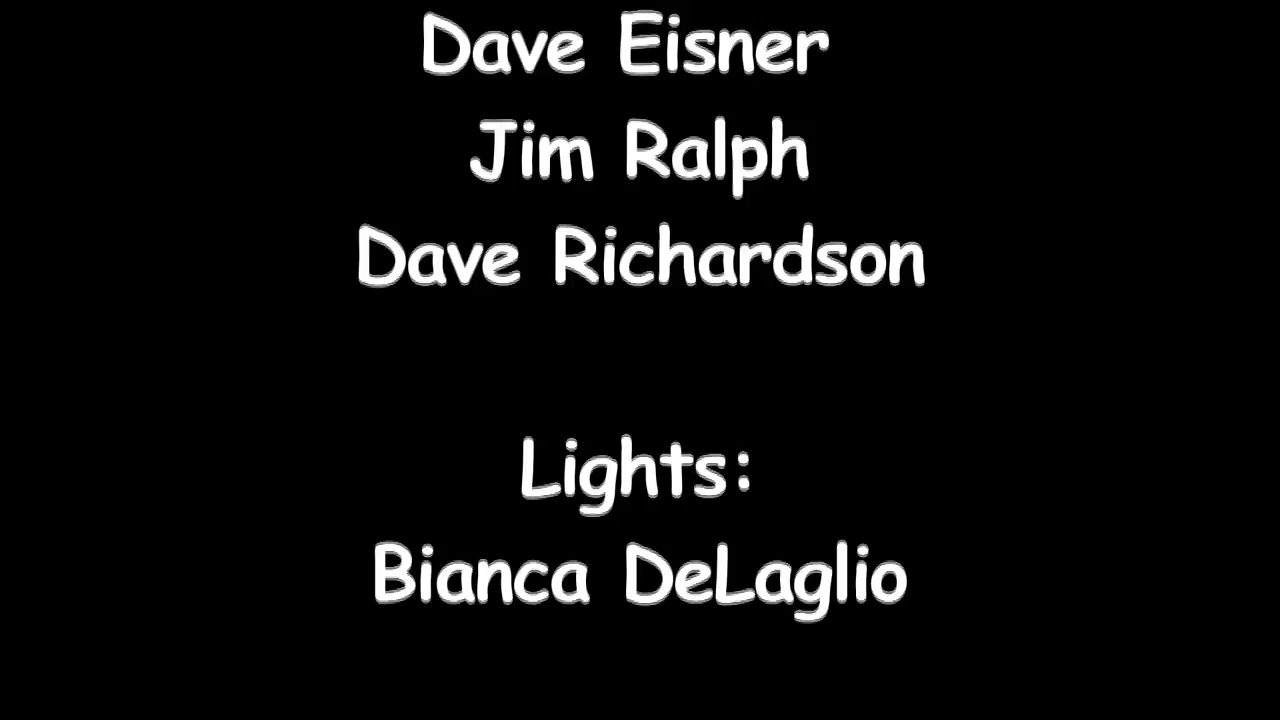 Dave Eisner
Jim Ralph
Dave Richardson
Lights:
Bianca DeLaglio